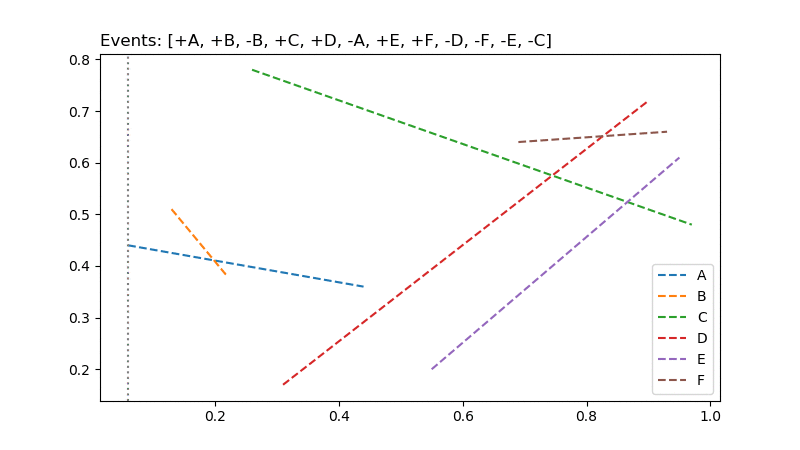 Events: [+A, +B, -B, +C, +D, -A, +E, +F, -D, -F, -E, -C]
0.8
0.7
0.6
0.5
0.4
0.3
0.2
A
B
C
D
E
F
0.2
0.4
0.6
0.8
1.0